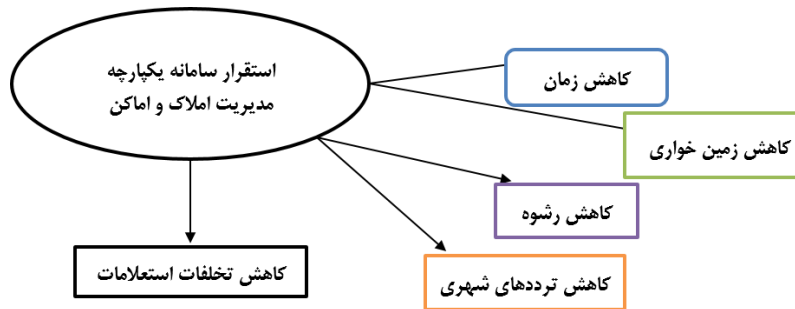 استقرار سامانه یکپارچه
مدیریت املاک و اماکن
کاهش زمان
کاهش زمین خواری
کاهش رشوه
کاهش ترددهای شهری
کاهش تخلفات استعلامات